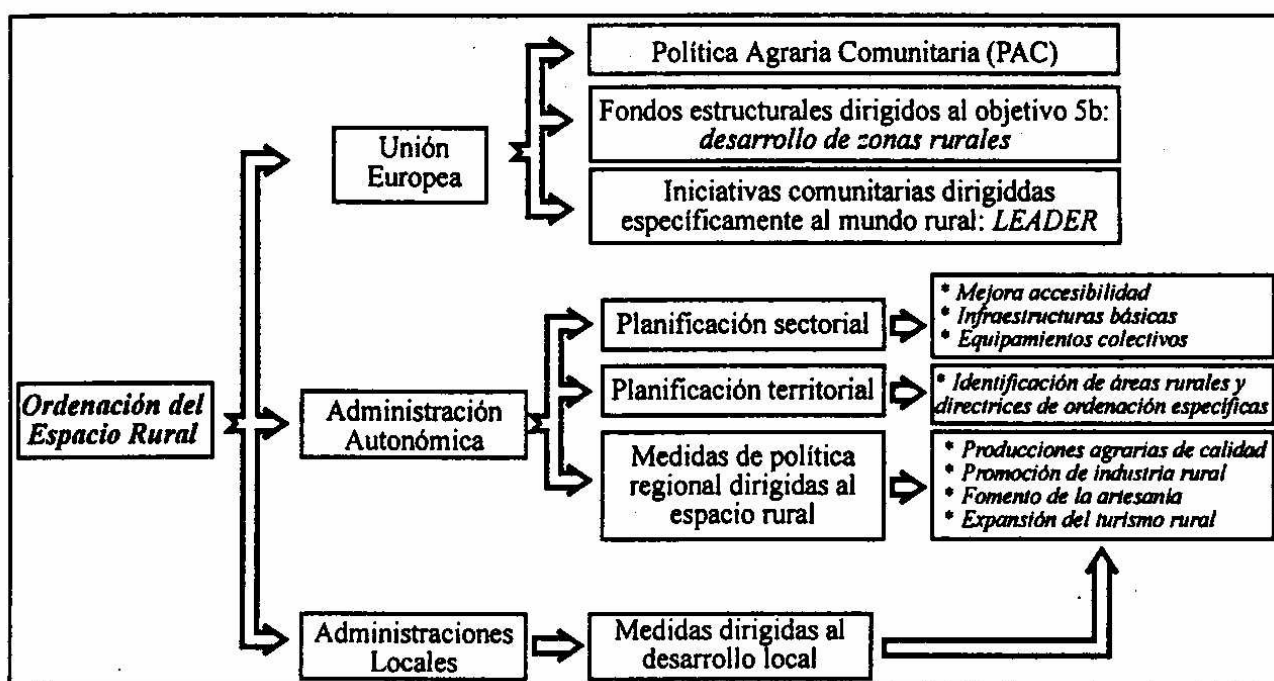 Política Agraria Comunitaria (PAC)
Fondos estructurales dirigidos al objetivo 5b:
desarrollo de zonas rurales
Unión
Europea
Iniciativas comunitarias dirigiddas
específicamente al mundo rural: LEADER
Planificación sectorial
* Mejora accesibilidad
* Infraestructuras básicas
* Equipamientos colectivos
Ordenación del
Espacio Rural
Administración
Autonómica
Planificación territorial
* Identificación de áreas rurales y
directrices de ordenación específicas
Medidas de política
regional dirigidas al
espacio rural
* Producciones agrarias de calidad
* Promoción de industria rural
* Fomento de la artesanía
* Expansión del turismo rural
Administraciones
Locales
Medidas dirigidas al
desarrollo local